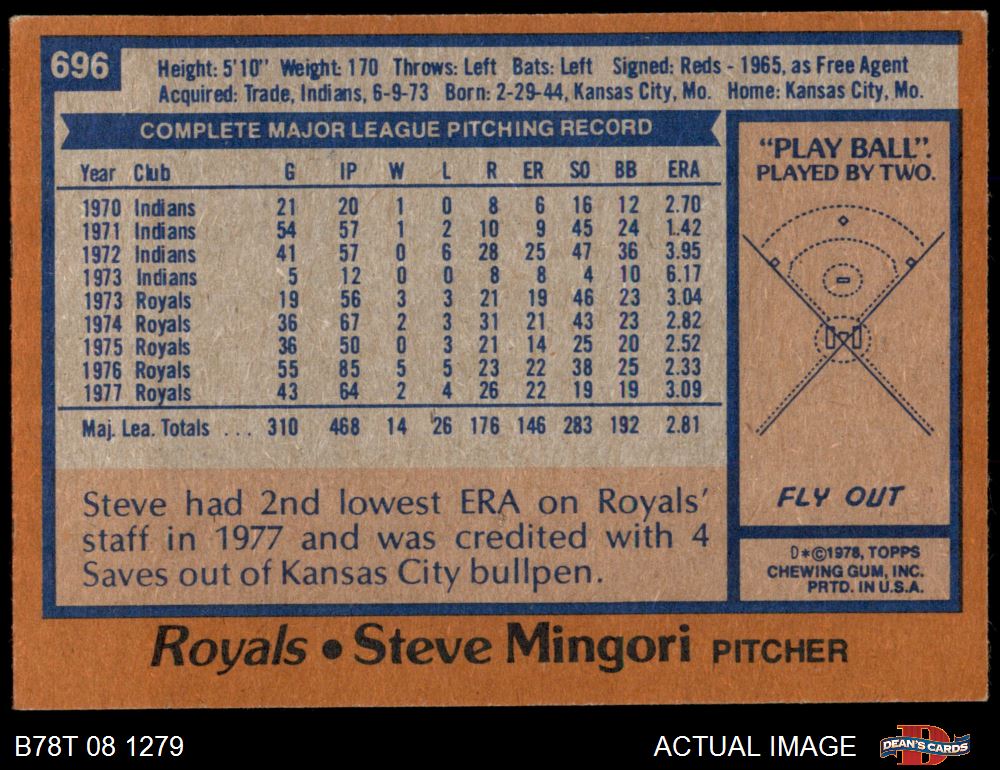 696
Height: 5'10" Weight: 170 Throws: Left Bats: Left Signed: Reds - 1965, as Free Agent
Acquired: Trade, Indians, 6-9-73 Born: 2-29-44, Kansas City, Mo. Home: Kansas City, Mo.
COMPLETE MAJOR LEAGUE PITCHING RECORD
Year Club G IP W L R ER SO BB ERA
1970 Indians 21 20 1 0 8 6 16 12 2.70
1971 Indians 54 57 1 2 10 9 45 24 1.42
1972 Indians 41 57 0 6 28 25 47 36 3.95
1973 Indians 5 12 0 0 8 8 4 10 6.17
1973 Royals 19 56 3 3 21 19 46 23 3.04
1974 Royals 36 67 2 3 31 21 43 23 2.82
1975 Royals 36 50 0 3 21 14 25 20 2.52
1976 Royals 55 85 5 5 23 22 38 25 2.33
1977 Royals 43 64 2 4 26 22 19 19 3.09
Maj. Lea. Totals ... 310 468 14 26 176 146 283 192 2.81
Steve had 2nd lowest ERA on Royals'
staff in 1977 and was credited with 4
Saves out of Kansas City bullpen.
"PLAY BALL".
PLAYED BY TWO.
FLY OUT
D*©1978, TOPPS
CHEWING GUM, INC.
PRTD. IN U.S.A.
Royals • Steve Mingori PITCHER
B78T 08 1279
ACTUAL IMAGE
D
DEAN'S CARDS